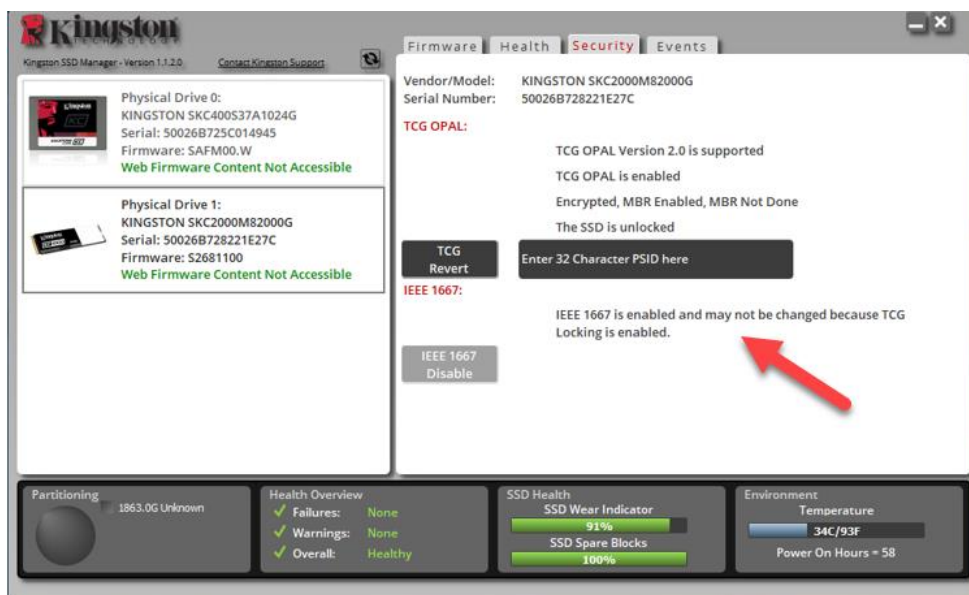 Kingston
TECHNOLOGY
Kingston SSD Manager - Version 1.1.2.0 Contact Kingston Support
Firmware Health Security Events
Physical Drive 0:
KINGSTON SKC400S37A1024G
Serial: 50026B725C014945
Firmware: SAFM00.W
Web Firmware Content Not Accessible
Physical Drive 1:
KINGSTON SKC2000M82000G
Serial: 50026B728221E27C
Firmware: S2681100
Web Firmware Content Not Accessible
Vendor/Model: KINGSTON SKC2000M82000G
Serial Number: 50026B728221E27C
TCG OPAL:
TCG OPAL Version 2.0 is supported
TCG OPAL is enabled
Encrypted, MBR Enabled, MBR Not Done
The SSD is unlocked
TCG
Revert
Enter 32 Character PSID here
IEEE 1667:
IEEE 1667 is enabled and may not be changed because TCG
Locking is enabled.
IEEE 1667
Disable
Partitioning
1863.0G Unknown
Health Overview
Failures: None
Warnings: None
Overall: Healthy
SSD Health
SSD Wear Indicator
91%
SSD Spare Blocks
100%
Environment
Temperature
34C/93F
Power On Hours = 58